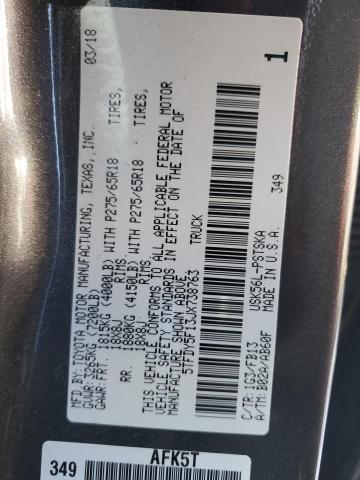 MFD. BY: TOYOTA MOTOR MANUFACTURING, TEXAS, INC. 03/18
GVWR: 3265KG (7200LB)
GAWR: FRT. 1815KG (4000LB) WITH P275/65R18 TIRES,
18X8J RIMS,
RR. 1880KG (4150LB) WITH P275/65R18 TIRES,
18X8J RIMS,
THIS VEHICLE CONFORMS TO ALL APPLICABLE FEDERAL MOTOR
VEHICLE SAFETY STANDARDS IN EFFECT ON THE DATE OF
MANUFACTURE SHOWN ABOVE.
5TFDY5F13JX738763 TRUCK
C/TR: 1G3/FB13 USK56L-PSTSKA 349
A/TM: B02A/AB60F MADE IN U.S.A.
1
349 AFK5T